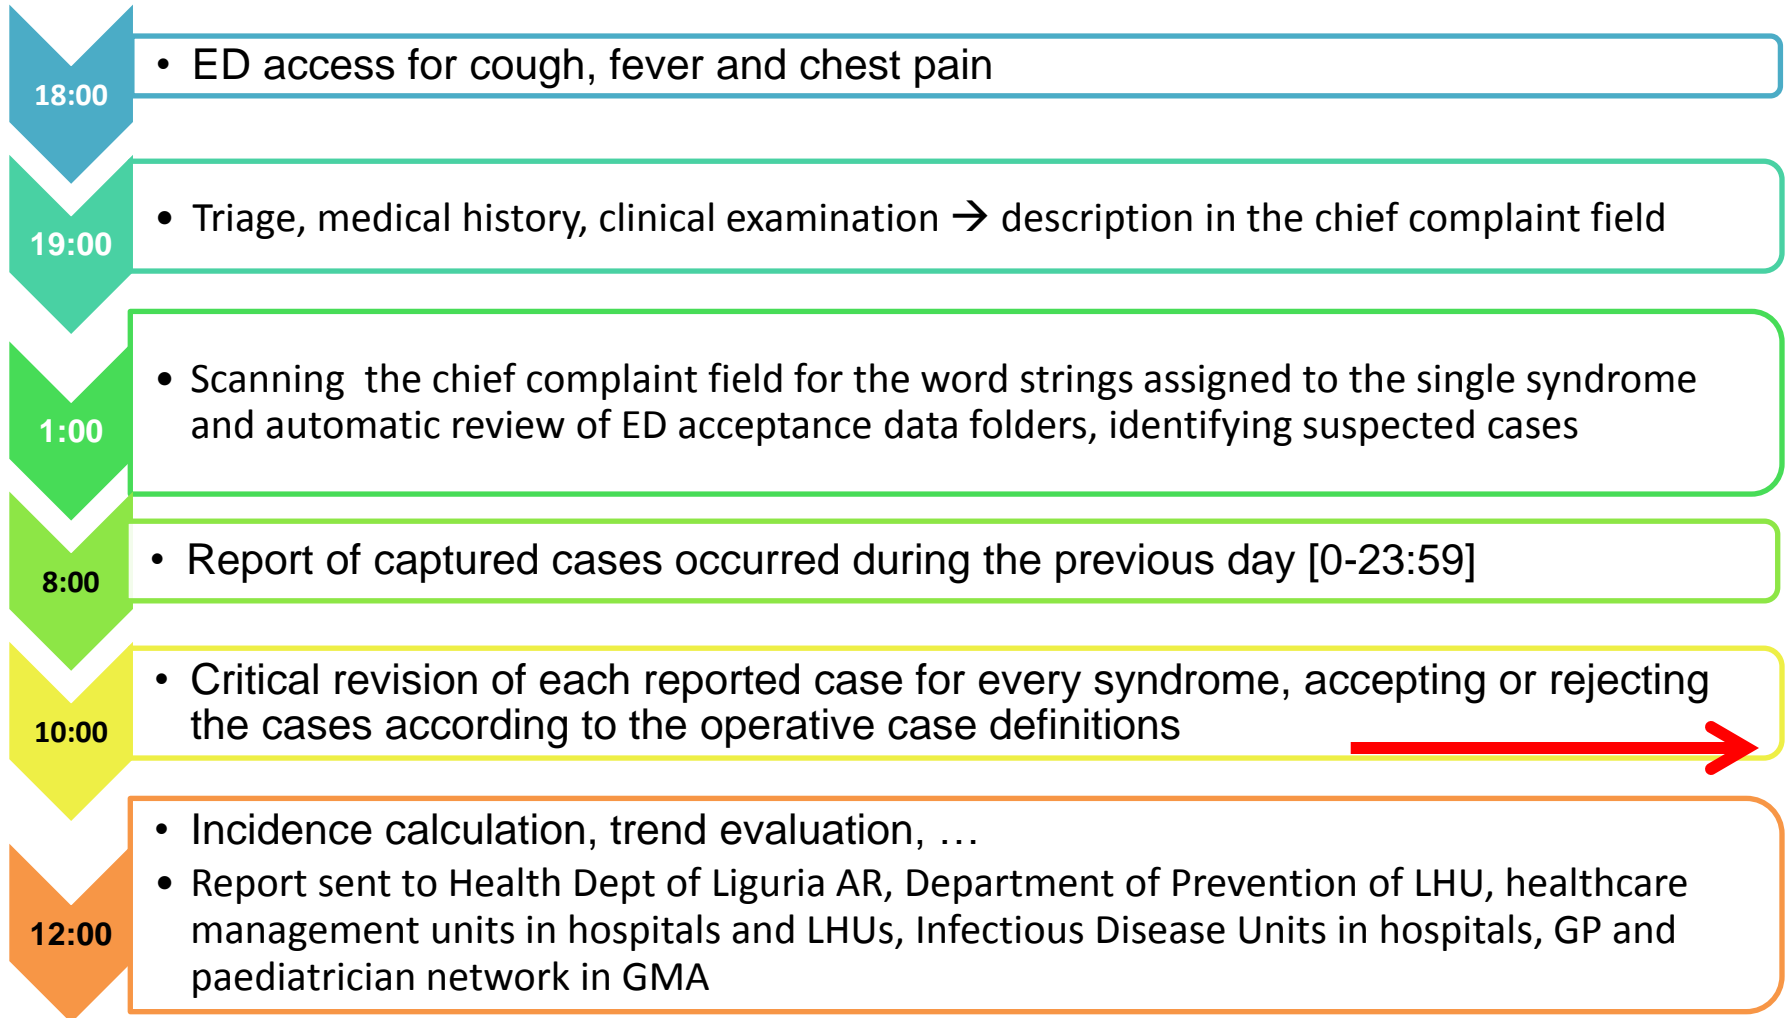 18:00
• ED access for cough, fever and chest pain
19:00
• Triage, medical history, clinical examination → description in the chief complaint field
1:00
• Scanning the chief complaint field for the word strings assigned to the single syndrome
and automatic review of ED acceptance data folders, identifying suspected cases
8:00
• Report of captured cases occurred during the previous day [0-23:59]
10:00
• Critical revision of each reported case for every syndrome, accepting or rejecting
the cases according to the operative case definitions
12:00
• Incidence calculation, trend evaluation, …
• Report sent to Health Dept of Liguria AR, Department of Prevention of LHU, healthcare
management units in hospitals and LHUs, Infectious Disease Units in hospitals, GP and
paediatrician network in GMA